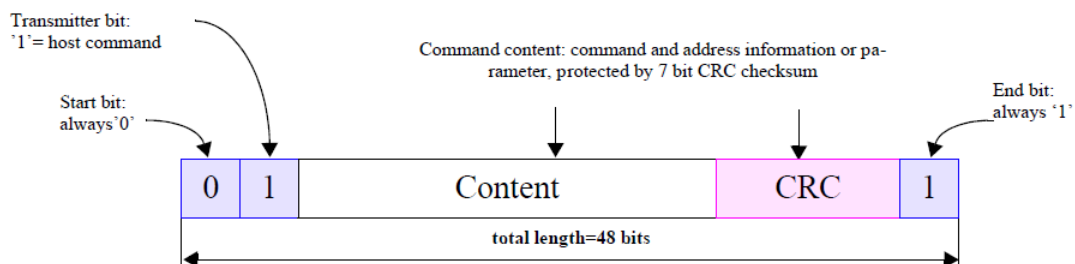 Transmitter bit:
'1'= host command
Command content: command and address information or pa-
rameter, protected by 7 bit CRC checksum
Start bit:
always'0'
End bit:
always ‘1’
0 1 Content CRC 1
total length=48 bits